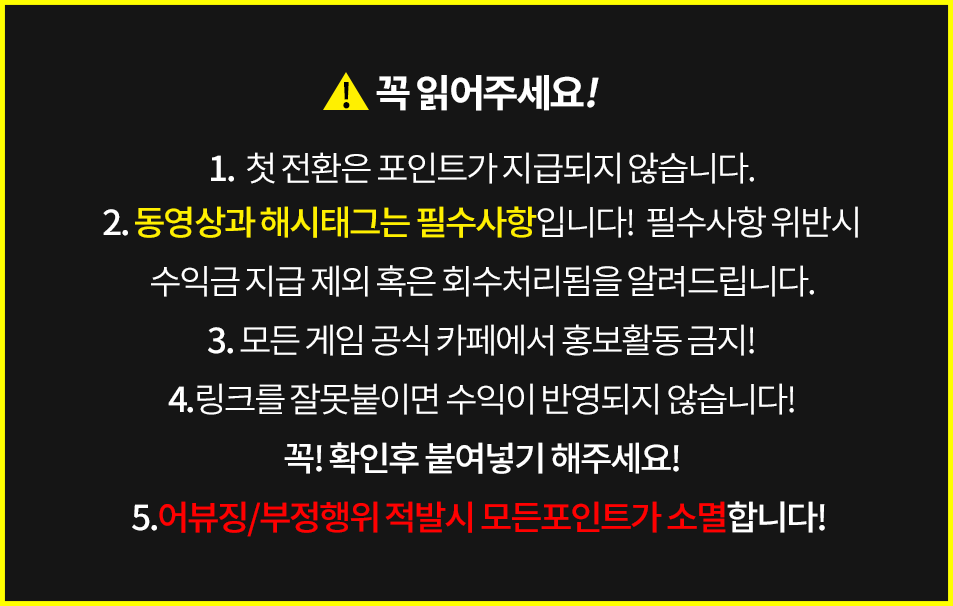 꼭 읽어주세요!
1. 첫 전환은 포인트가 지급되지 않습니다.
2. 동영상과 해시태그는 필수사항입니다! 필수사항 위반시
수익금 지급 제외 혹은 회수처리됨을 알려드립니다.
3. 모든 게임 공식 카페에서 홍보활동 금지!
4.링크를 잘못붙이면 수익이 반영되지 않습니다!
꼭! 확인후 붙여넣기 해주세요!
5.어뷰징/부정행위 적발시 모든포인트가 소멸합니다!